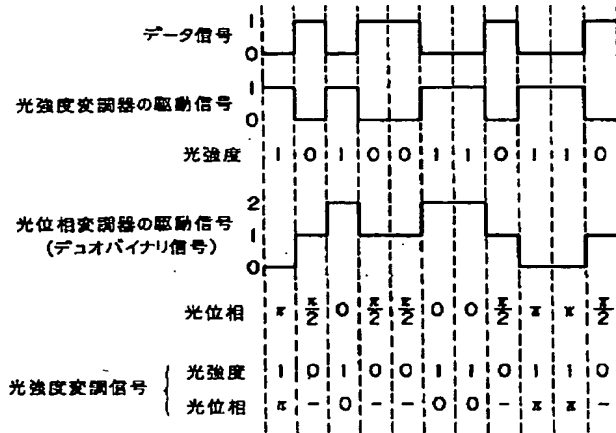 1
データ信号
0
1
光強度変調器の駆動信号
0
光強度 1 0 1 0 0 1 1 0 1 1 0
2
光位相変調器の駆動信号
1
(デュオバイナリ信号)
0
光位相 π π/2 0 π/2 π/2 0 0 π/2 π π π/2
光強度変調信号 { 光強度 1 0 1 0 0 1 1 0 1 1 0
光位相 π - 0 - - 0 0 - π π -